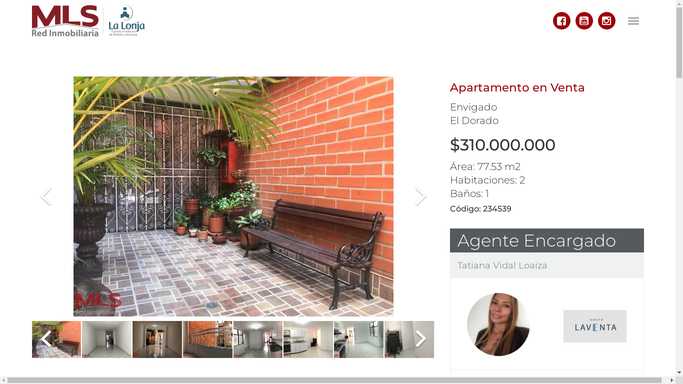 MLS
Red Inmobiliaria
La Lonja
Apartamento en Venta
Envigado
El Dorado
$310.000.000
Área: 77.53 m2
Habitaciones: 2
Baños: 1
Código: 234539
Agente Encargado
Tatiana Vidal Loaiza
MLS
LAVENTA